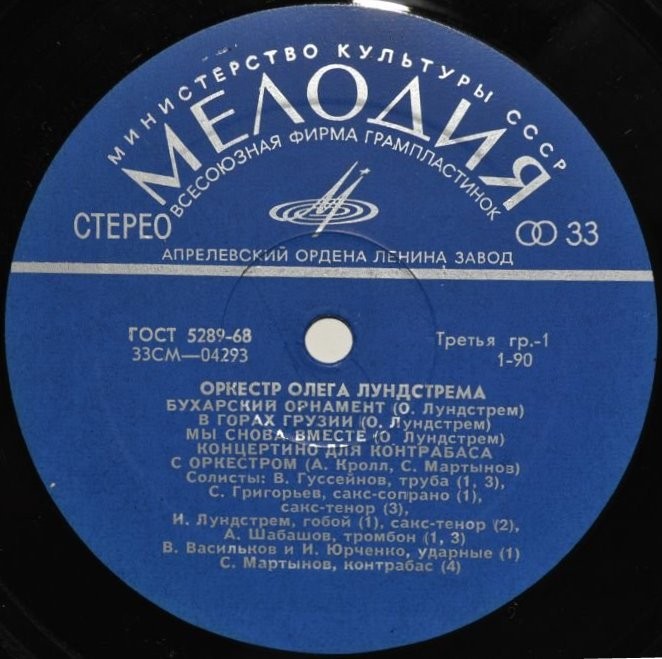 МИНИСТЕРСТВО КУЛЬТУРЫ СССР
МЕЛОДИЯ
ВСЕСОЮЗНАЯ ФИРМА ГРАМПЛАСТИНОК
СТЕРЕО
33
АПРЕЛЕВСКИЙ ОРДЕНА ЛЕНИНА ЗАВОД
ГОСТ 5289-68
Третья гр.-1
33СМ—04293
1-90
ОРКЕСТР ОЛЕГА ЛУНДСТРЕМА
БУХАРСКИЙ ОРНАМЕНТ (О. Лундстрем)
В ГОРАХ ГРУЗИИ (О. Лундстрем)
МЫ СНОВА ВМЕСТЕ (О. Лундстрем)
КОНЦЕРТИНО ДЛЯ КОНТРАБАСА
С ОРКЕСТРОМ (А. Кролл, С. Мартынов)
Солисты: В. Гуссейнов, труба (1, 3),
С. Григорьев, сакс-сопрано (1),
сакс-тенор (3),
И. Лундстрем, гобой (1), сакс-тенор (2),
А. Шабашов, тромбон (1, 3)
В. Васильков и И. Юрченко, ударные (1)
С. Мартынов, контрабас (4)